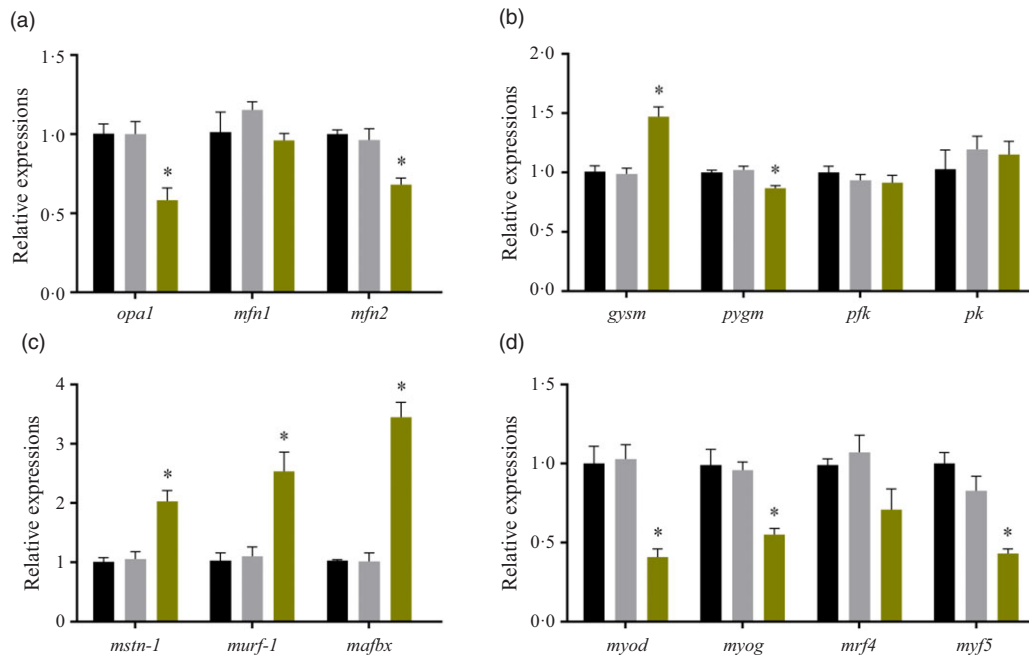 (a)
Relative expressions
1·5
1·0
0·5
0·0
opa1 mfn1 mfn2
* *
(b)
Relative expressions
2·0
1·5
1·0
0·5
0·0
gysm pygm pfk pk
* *
(c)
Relative expressions
4
3
2
1
0
mstn-1 murf-1 mafbx
* * *
(d)
Relative expressions
1·5
1·0
0·5
0·0
myod myog mrf4 myf5
* * *